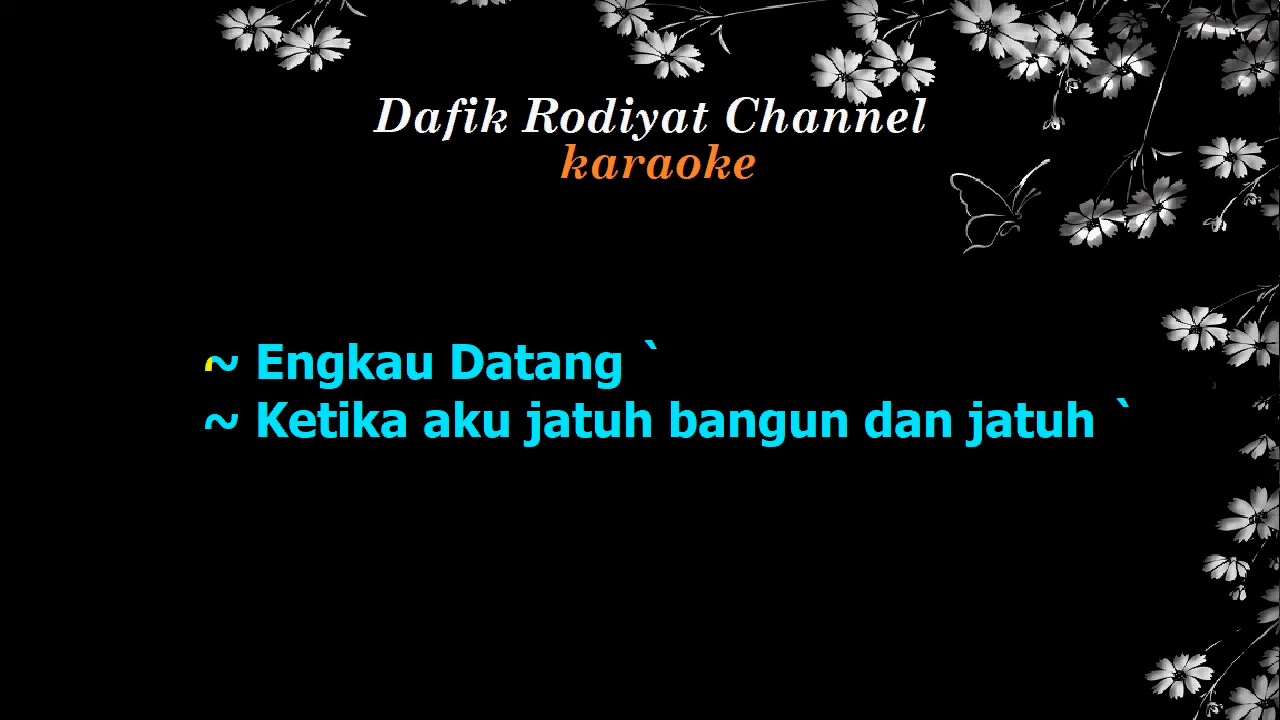 Dafik Rodiyat Channel
karaoke
~ Engkau Datang `
~ Ketika aku jatuh bangun dan jatuh `